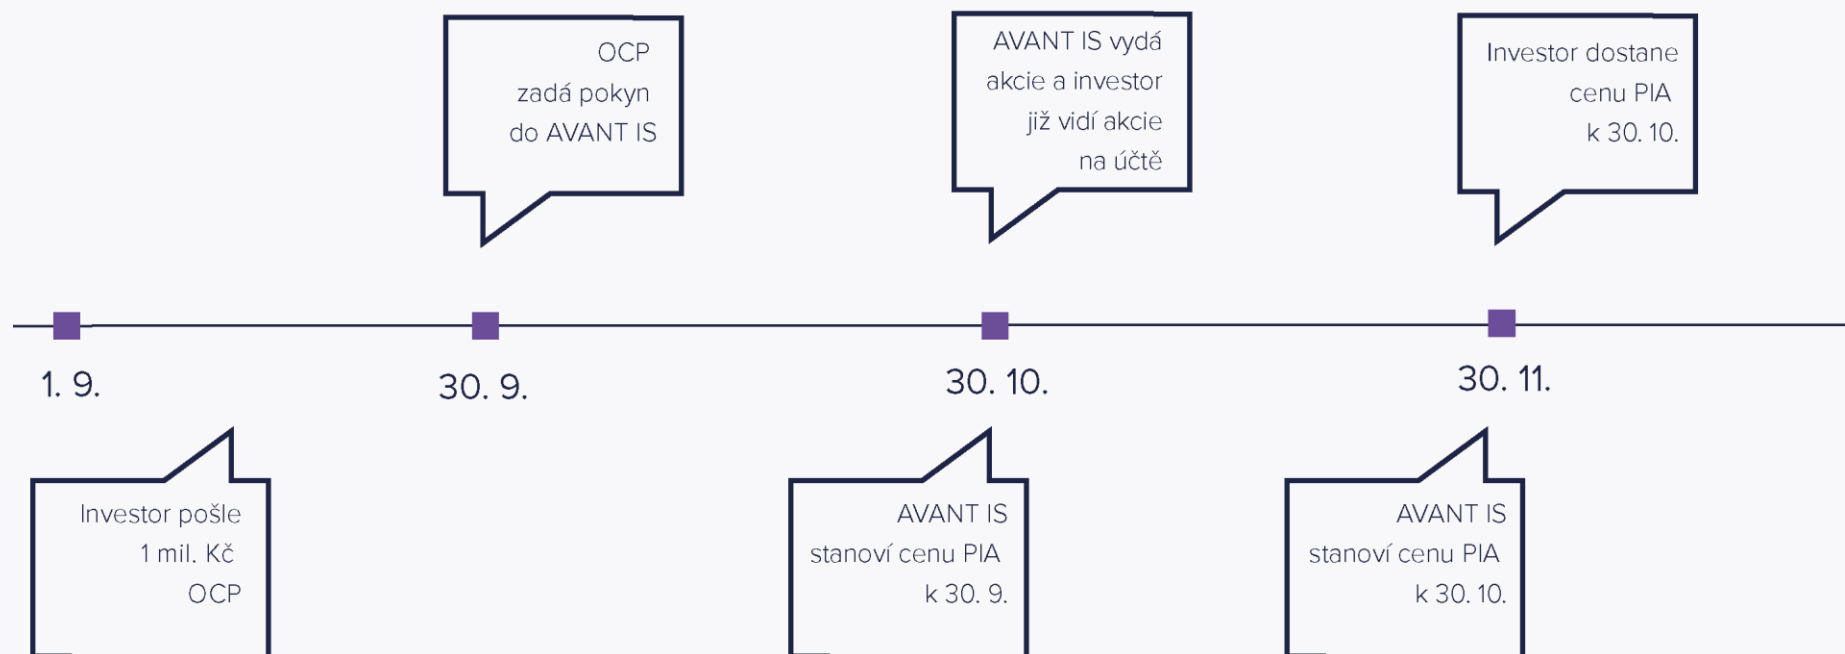 OCP
zadá pokyn
do AVANT IS
AVANT IS vydá
akcie a investor
již vidí akcie
na účtě
Investor dostane
cenu PIA
k 30. 10.
1. 9.
30. 9.
30. 10.
30. 11.
Investor pošle
1 mil. Kč
OCP
AVANT IS
stanoví cenu PIA
k 30. 9.
AVANT IS
stanoví cenu PIA
k 30. 10.